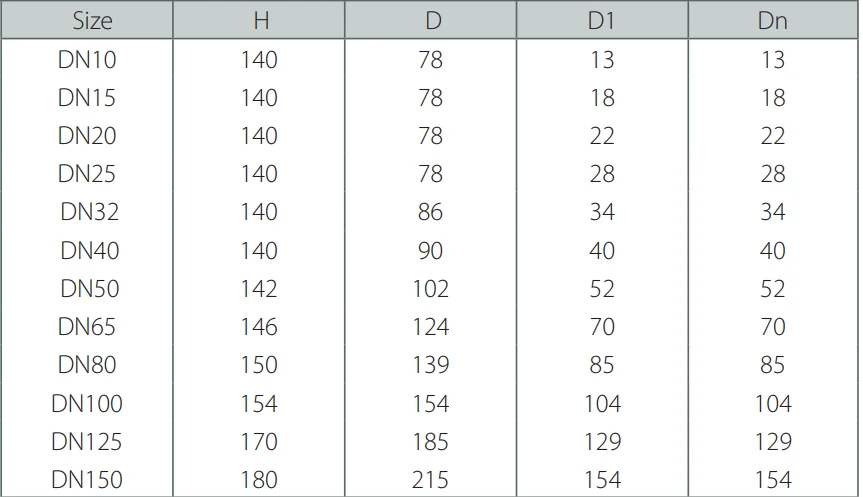 Size H D D1 Dn
DN10 140 78 13 13
DN15 140 78 18 18
DN20 140 78 22 22
DN25 140 78 28 28
DN32 140 86 34 34
DN40 140 90 40 40
DN50 142 102 52 52
DN65 146 124 70 70
DN80 150 139 85 85
DN100 154 154 104 104
DN125 170 185 129 129
DN150 180 215 154 154